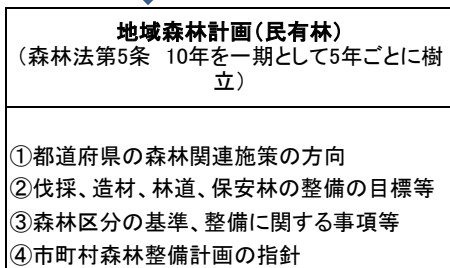 地域森林計画(民有林)
(森林法第5条 10年を一期として5年ごとに樹
立)
①都道府県の森林関連施策の方向
②伐採、造林、林道、保安林の整備の目標等
③森林区分の基準、整備に関する事項等
④市町村森林整備計画の指針